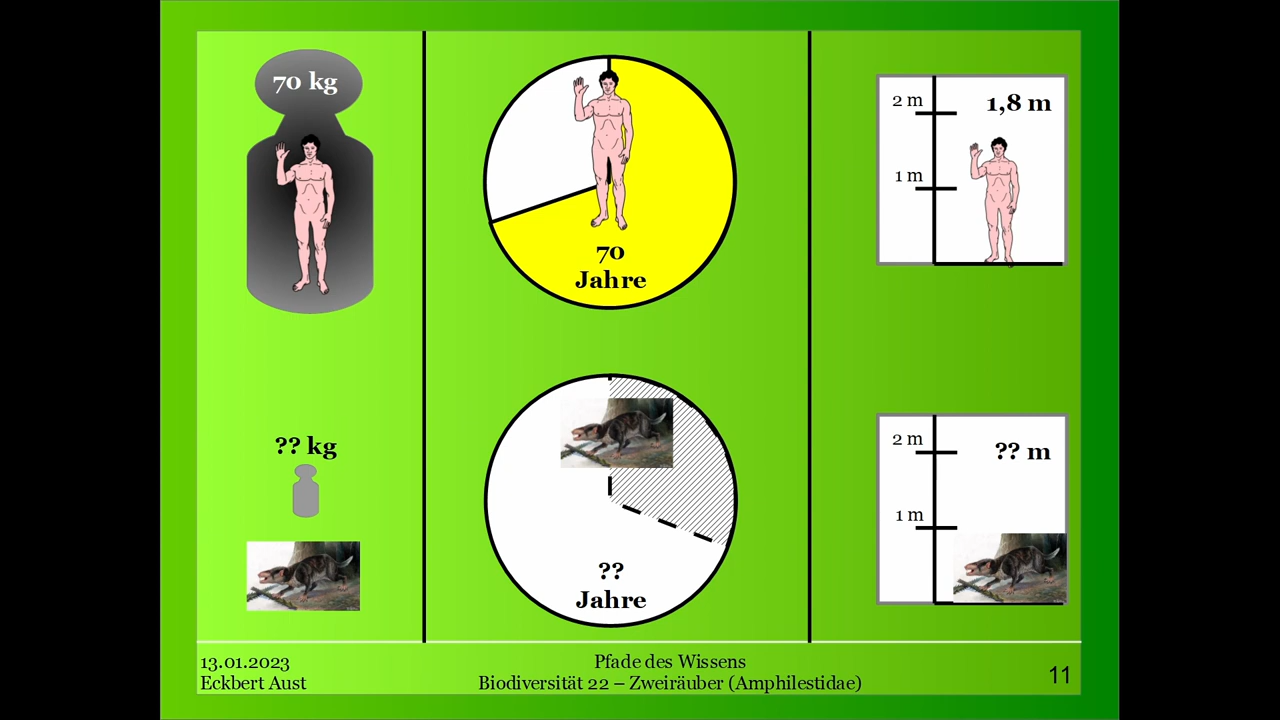 70 kg
70
Jahre
2 m
1,8 m
1 m
?? kg
??
Jahre
2 m
?? m
1 m
13.01.2023
Eckbert Aust
Pfade des Wissens
Biodiversität 22 – Zweiräuber (Amphilestidae)
11